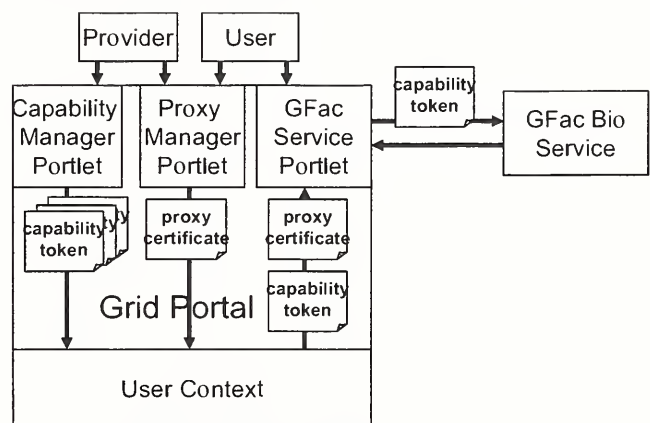 Provider
User
Capability
Manager
Portlet
Proxy
Manager
Portlet
GFac
Service
Portlet
capability
token
GFac Bio
Service
capability
token
proxy
certificate
proxy
certificate
capability
token
Grid Portal
User Context